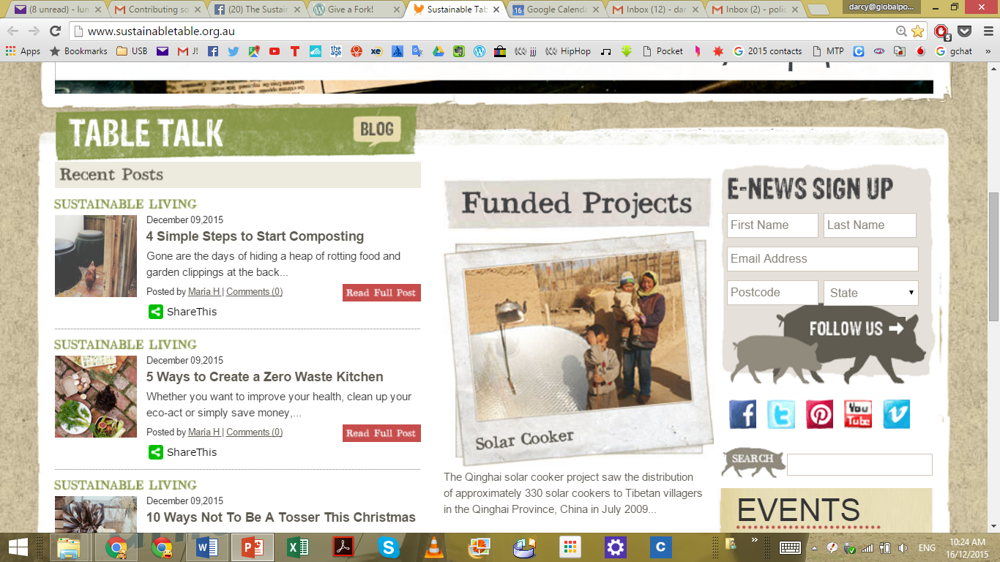 (8 unread) - lun
Contributing so
(20) The Sustain
Give a Fork!
Sustainable Tab
Google Calenda
Inbox (12) - dar
Inbox (2) - polic
darcy@globalpo...
www.sustainabletable.org.au
Apps
Bookmarks
USB
J!
the age
xe
jjj
HipHop
Pocket
2015 contacts
MTP
gchat
»
TABLE TALK
BLOG
Recent Posts
SUSTAINABLE LIVING
December 09,2015
4 Simple Steps to Start Composting
Gone are the days of hiding a heap of rotting food and
garden clippings at the back...
Posted by Maria H | Comments (0)
Read Full Post
ShareThis
SUSTAINABLE LIVING
December 09,2015
5 Ways to Create a Zero Waste Kitchen
Whether you want to improve your health, clean up your
eco-act or simply save money,...
Posted by Maria H | Comments (0)
Read Full Post
ShareThis
SUSTAINABLE LIVING
December 09,2015
10 Ways Not To Be A Tosser This Christmas
Funded Projects
Solar Cooker
The Qinghai solar cooker project saw the distribution
of approximately 330 solar cookers to Tibetan villagers
in the Qinghai Province, China in July 2009...
E-NEWS SIGN UP
First Name
Last Name
Email Address
Postcode
State
FOLLOW US
You Tube
SEARCH
EVENTS
ENG
10:24 AM
16/12/2015